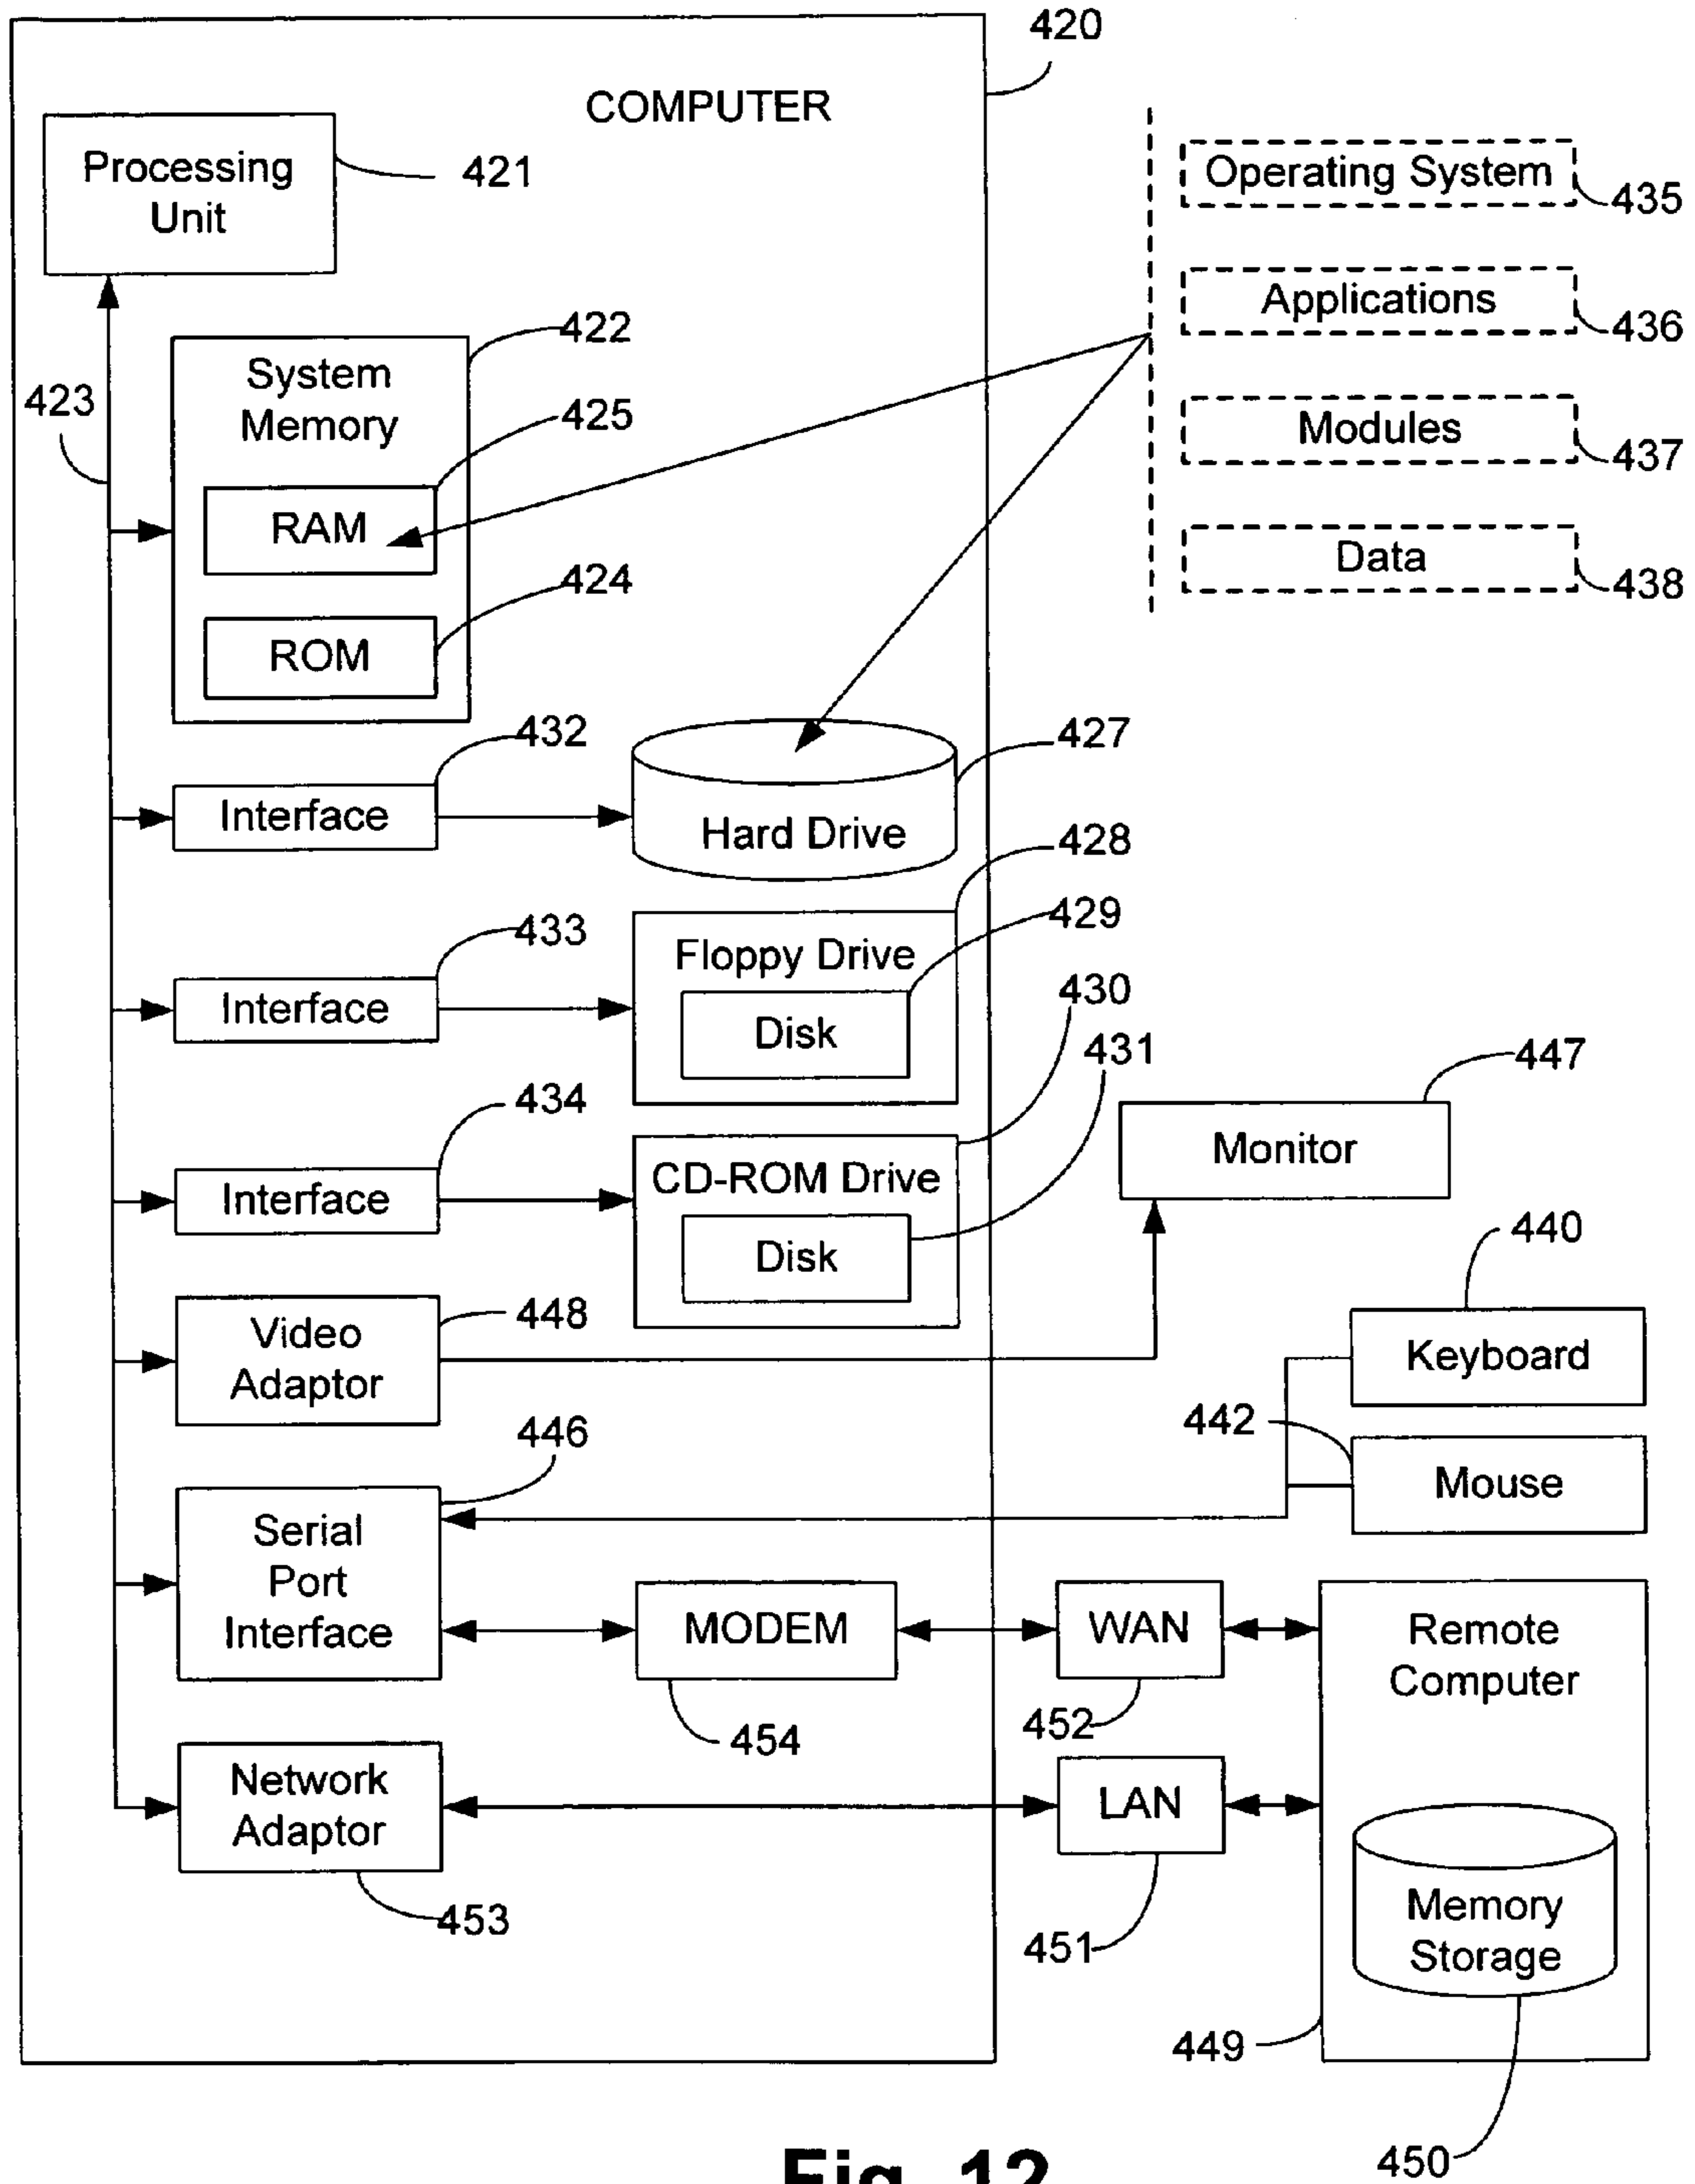 420
COMPUTER
Processing
Unit
421
Operating System
435
Applications
436
422
System
Memory
423
425
Modules
437
RAM
Data
438
424
ROM
432
427
Interface
Hard Drive
428
429
433
Floppy Drive
Interface
Disk
430
431
447
434
Monitor
CD-ROM Drive
Interface
Disk
440
448
Video
Adaptor
Keyboard
442
446
Mouse
Serial
Port
Interface
MODEM
WAN
Remote
Computer
454
452
Network
Adaptor
LAN
453
451
Memory
Storage
449
450
Fig. 12